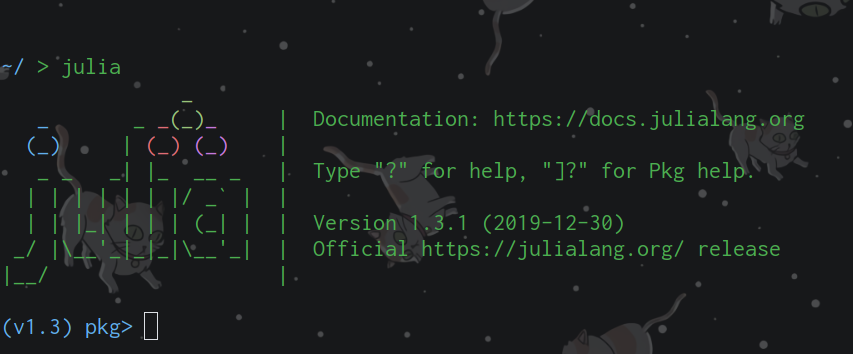 ~/ > julia
Documentation: https://docs.julialang.org
Type "?" for help, "]?" for Pkg help.
Version 1.3.1 (2019-12-30)
Official https://julialang.org/ release
(v1.3) pkg>